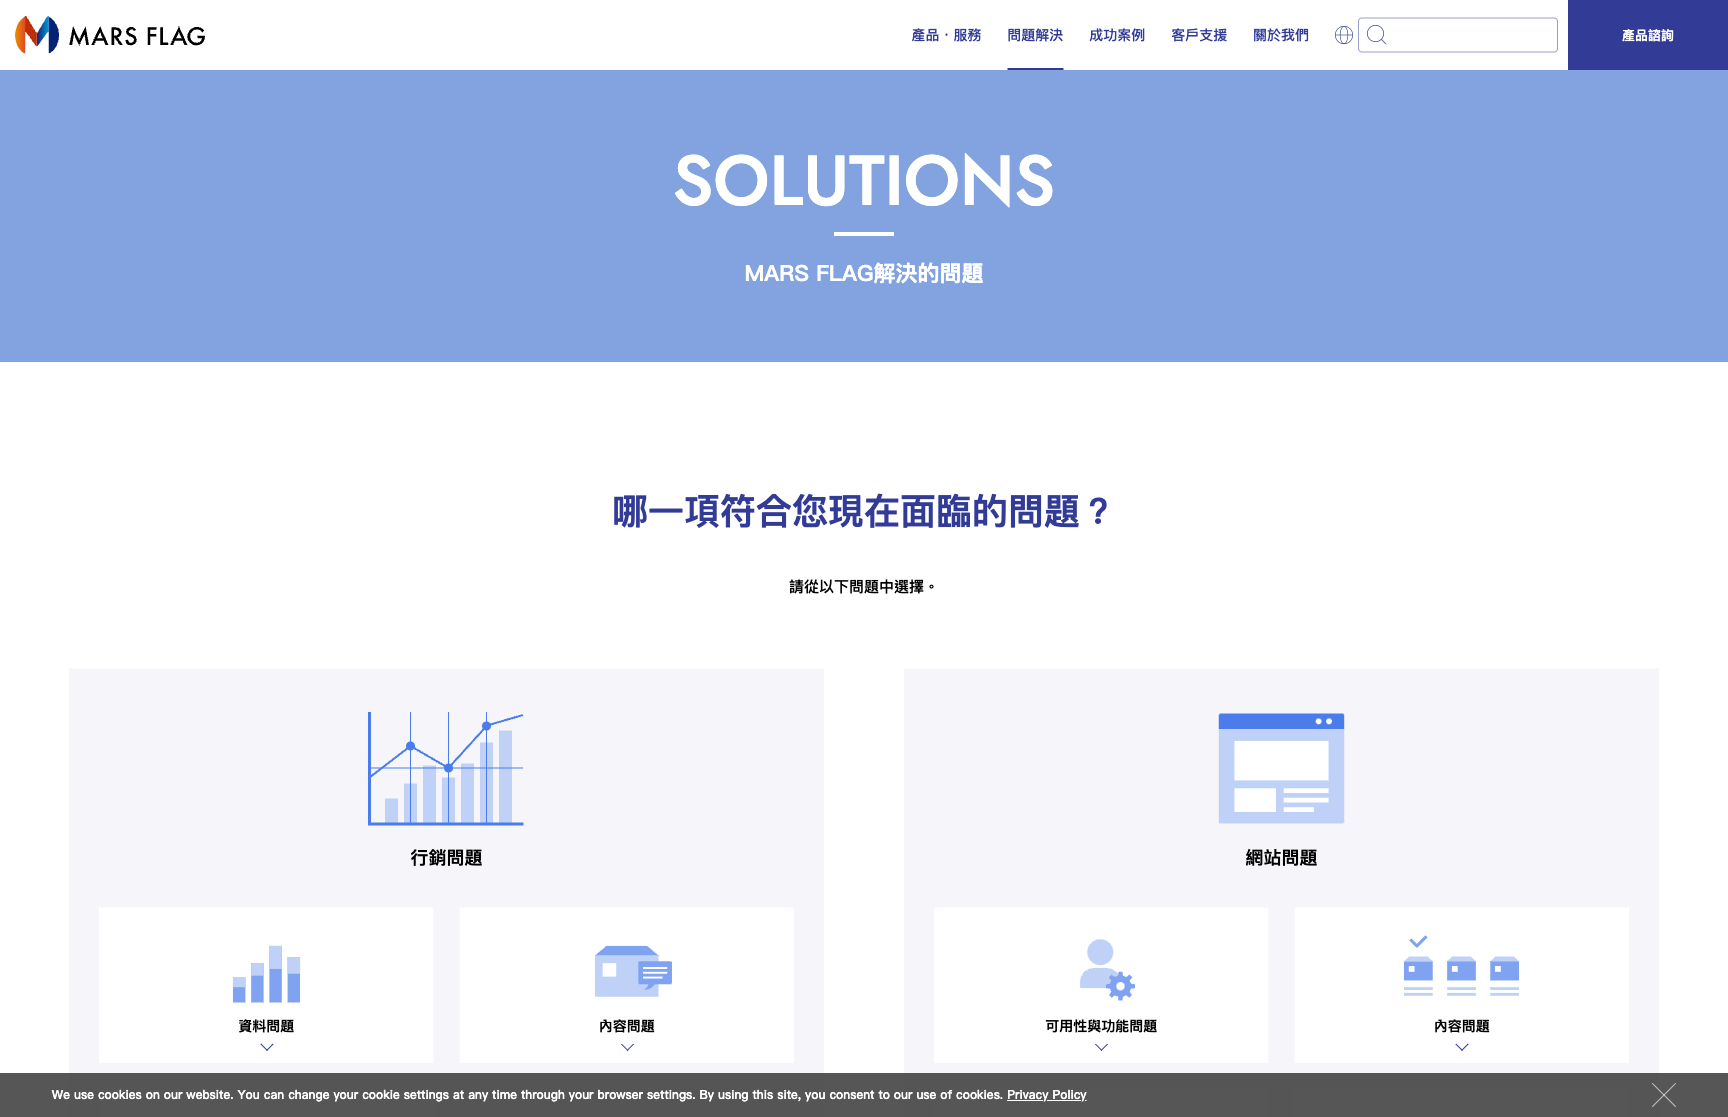 MARS FLAG
產品・服務
問題解決
成功案例
客戶支援
關於我們
產品諮詢
SOLUTIONS
MARS FLAG解決的問題
哪一項符合您現在面臨的問題？
請從以下問題中選擇。
行銷問題
網站問題
資料問題
內容問題
可用性與功能問題
內容問題
We use cookies on our website. You can change your cookie settings at any time through your browser settings. By using this site, you consent to our use of cookies. Privacy Policy